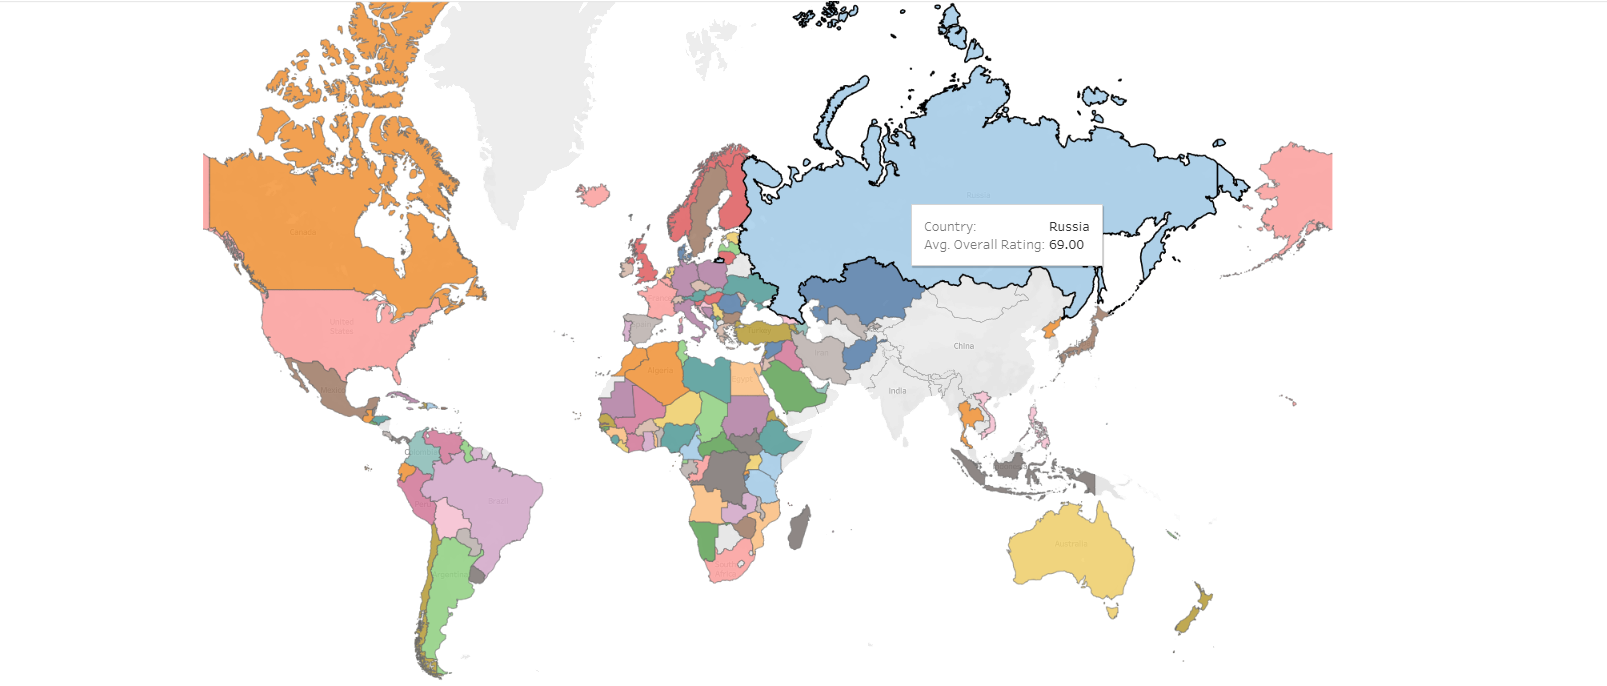 Russia
Canada
Country: Russia
Avg. Overall Rating: 69.00
United
States
China
Iran
Algeria
Egypt
India
Mexico
Colombia
Peru
Brazil
Australia
Argentina
South